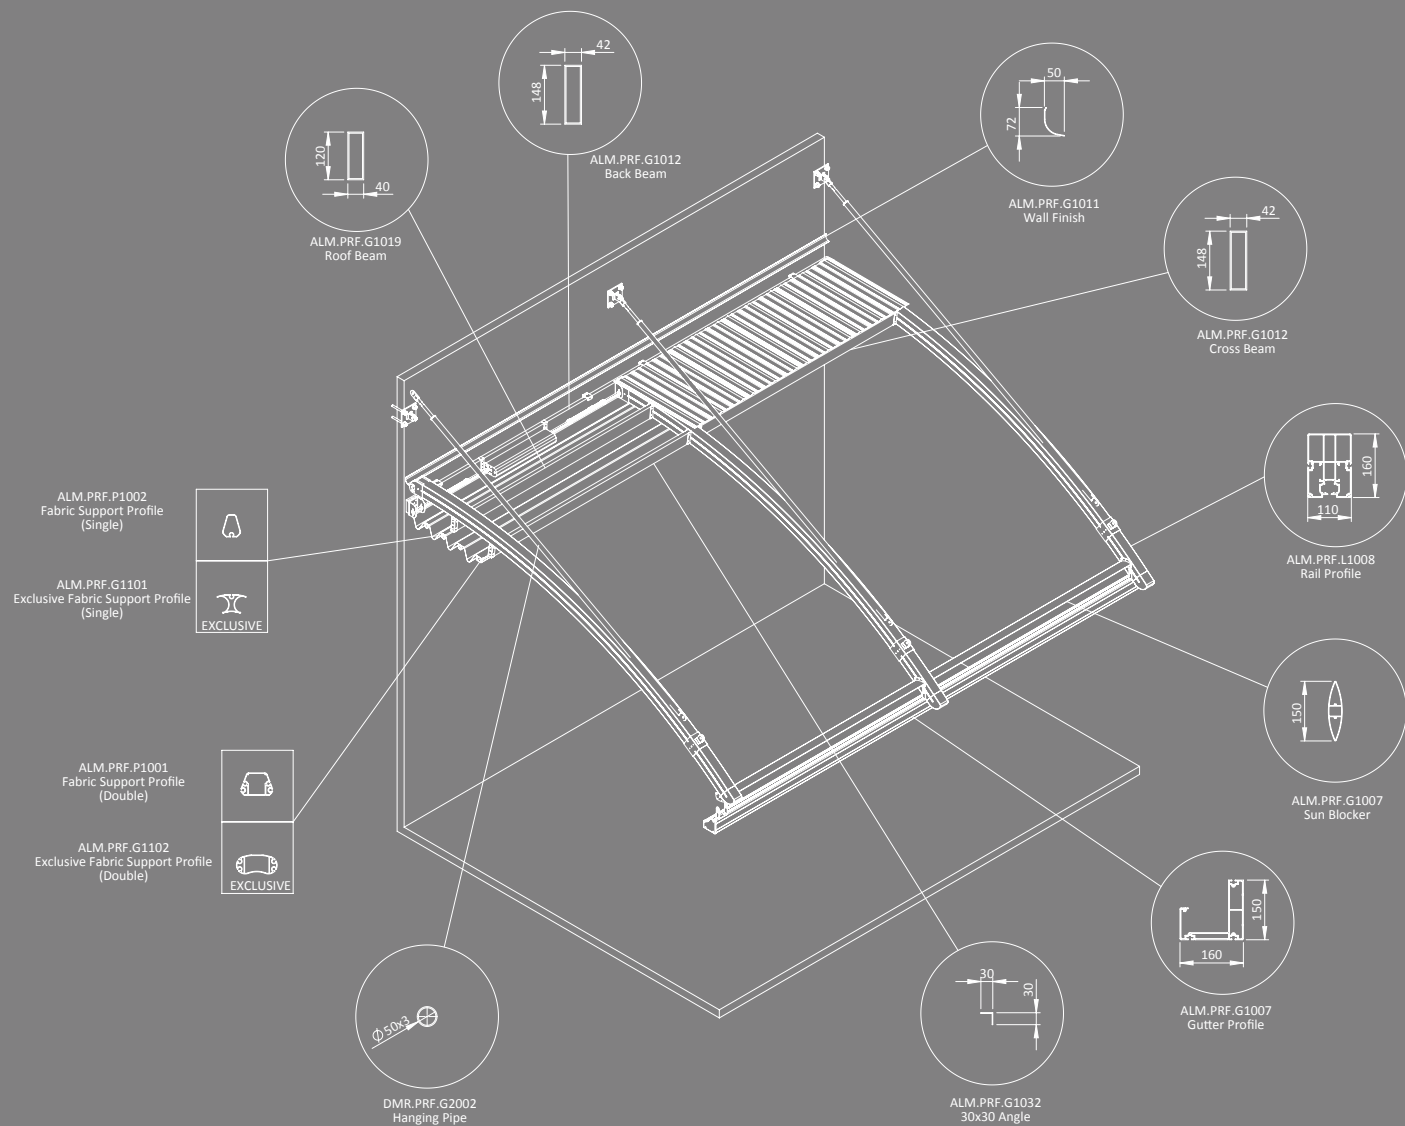 42
148
ALM.PRF.G1012
Back Beam
120
40
ALM.PRF.G1019
Roof Beam
50
72
ALM.PRF.G1011
Wall Finish
42
148
ALM.PRF.G1012
Cross Beam
160
110
ALM.PRF.L1008
Rail Profile
ALM.PRF.P1002
Fabric Support Profile
(Single)
ALM.PRF.G1101
Exclusive Fabric Support Profile
(Single)
EXCLUSIVE
150
ALM.PRF.G1007
Sun Blocker
ALM.PRF.P1001
Fabric Support Profile
(Double)
ALM.PRF.G1102
Exclusive Fabric Support Profile
(Double)
EXCLUSIVE
150
160
ALM.PRF.G1007
Gutter Profile
Ø50x3
DMR.PRF.G2002
Hanging Pipe
30
30
ALM.PRF.G1032
30x30 Angle